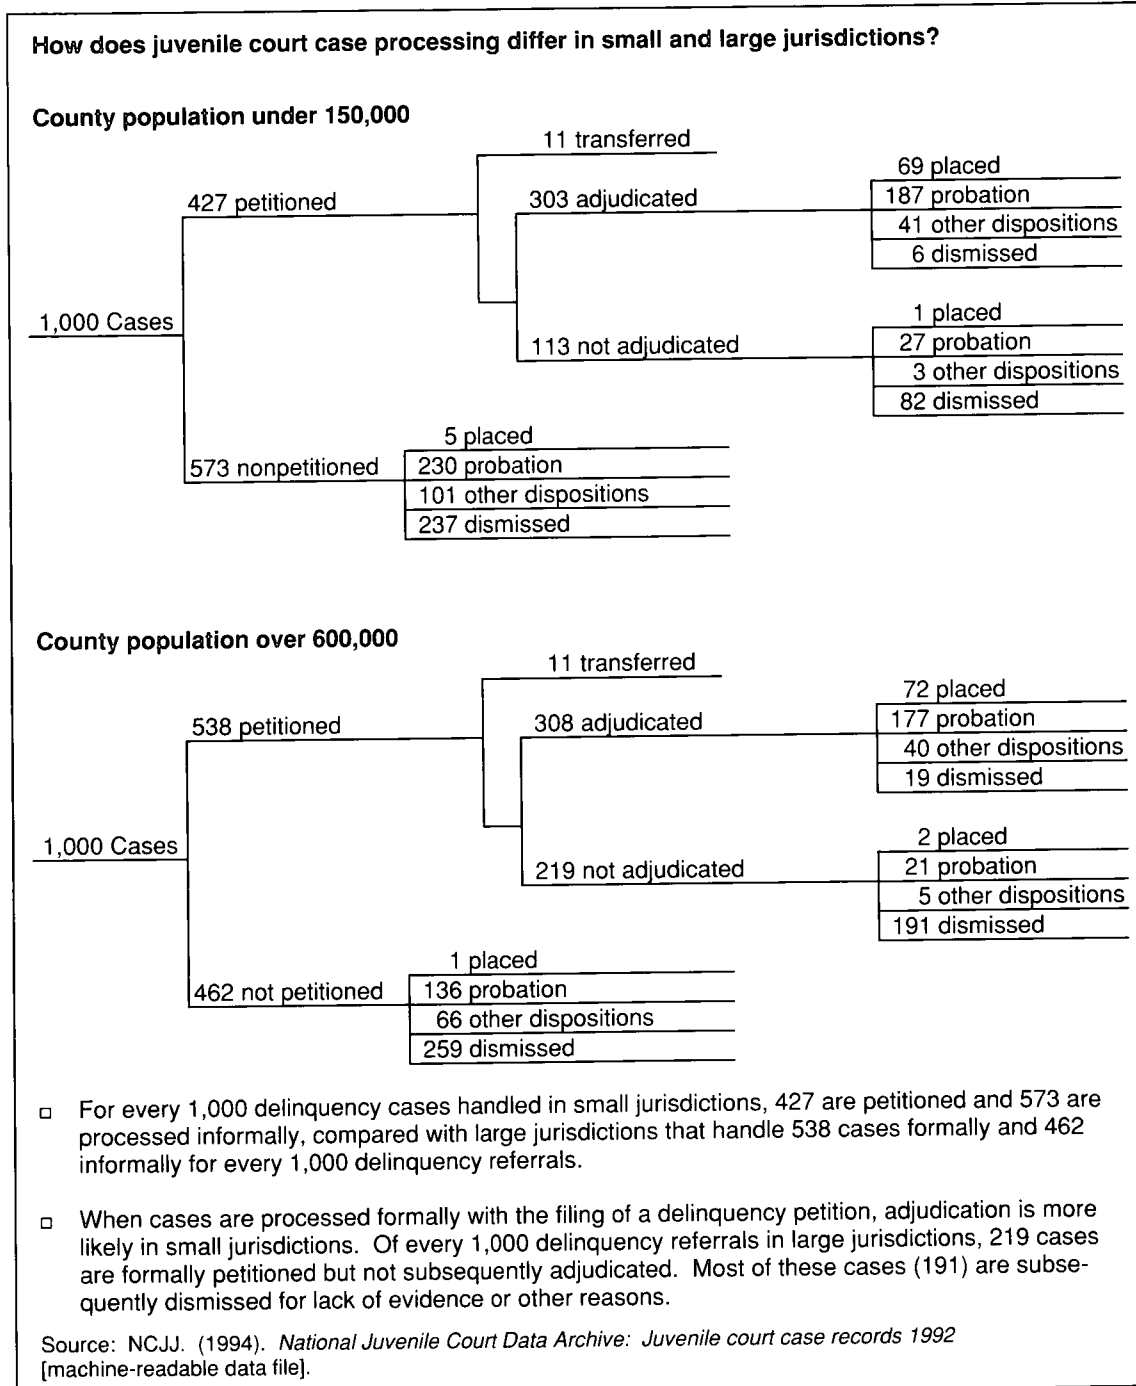 How does juvenile court case processing differ in small and large jurisdictions?
County population under 150,000
11 transferred
427 petitioned
303 adjudicated
69 placed
187 probation
41 other dispositions
6 dismissed
1,000 Cases
113 not adjudicated
1 placed
27 probation
3 other dispositions
82 dismissed
573 nonpetitioned
5 placed
230 probation
101 other dispositions
237 dismissed
County population over 600,000
11 transferred
538 petitioned
308 adjudicated
72 placed
177 probation
40 other dispositions
19 dismissed
1,000 Cases
219 not adjudicated
2 placed
21 probation
5 other dispositions
191 dismissed
462 not petitioned
1 placed
136 probation
66 other dispositions
259 dismissed
For every 1,000 delinquency cases handled in small jurisdictions, 427 are petitioned and 573 are
processed informally, compared with large jurisdictions that handle 538 cases formally and 462
informally for every 1,000 delinquency referrals.
When cases are processed formally with the filing of a delinquency petition, adjudication is more
likely in small jurisdictions. Of every 1,000 delinquency referrals in large jurisdictions, 219 cases
are formally petitioned but not subsequently adjudicated. Most of these cases (191) are subse-
quently dismissed for lack of evidence or other reasons.
Source: NCJJ. (1994). National Juvenile Court Data Archive: Juvenile court case records 1992
[machine-readable data file].